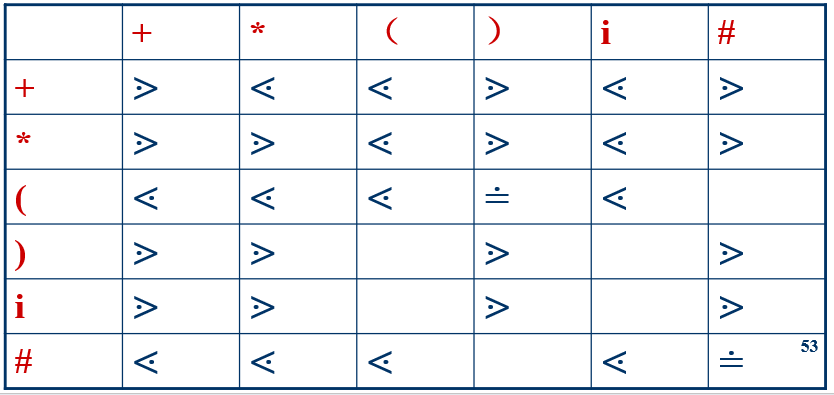 + * （ ） i #
+ ⋗ ⋖ ⋖ ⋗ ⋖ ⋗
* ⋗ ⋗ ⋖ ⋗ ⋖ ⋗
( ⋖ ⋖ ⋖ ≐ ⋖
) ⋗ ⋗ ⋗ ⋗
i ⋗ ⋗ ⋗ ⋗
# ⋖ ⋖ ⋖ ⋖ ≐
53